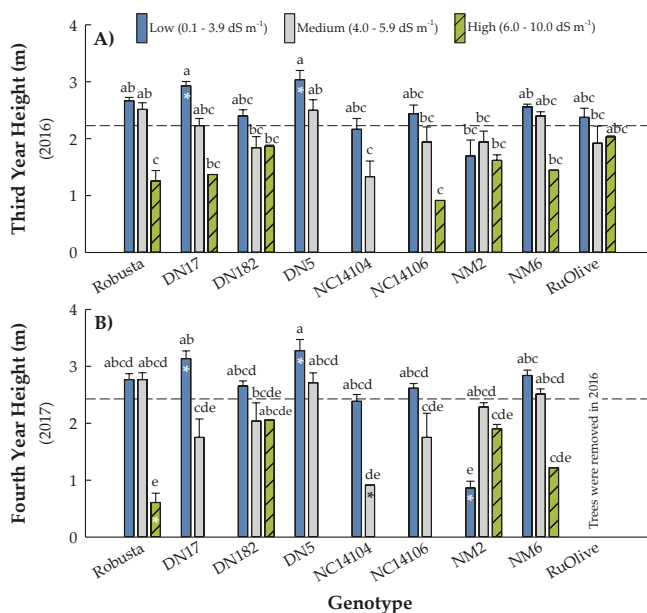 Low (0.1 - 3.9 dS m⁻¹) Medium (4.0 - 5.9 dS m⁻¹) High (6.0 - 10.0 dS m⁻¹)
A)
Third Year Height (m)
(2016)
4
3
2
1
0
ab ab c
a abc bc
abc bc bc
a abc
abc c
abc bc c
bc bc bc
ab abc bc
abc bc abc
*
*
Robusta DN17 DN182 DN5 NC14104 NC14106 NM2 NM6 RuOlive
B)
Fourth Year Height (m)
(2017)
4
3
2
1
0
abcd abcd e
ab cde
abcd bcde abcde
a abcd
abcd de
abcd cde
e abcd cde
abc abcd cde
*
*
*
*
*
Trees were removed in 2016
Robusta DN17 DN182 DN5 NC14104 NC14106 NM2 NM6 RuOlive
Genotype